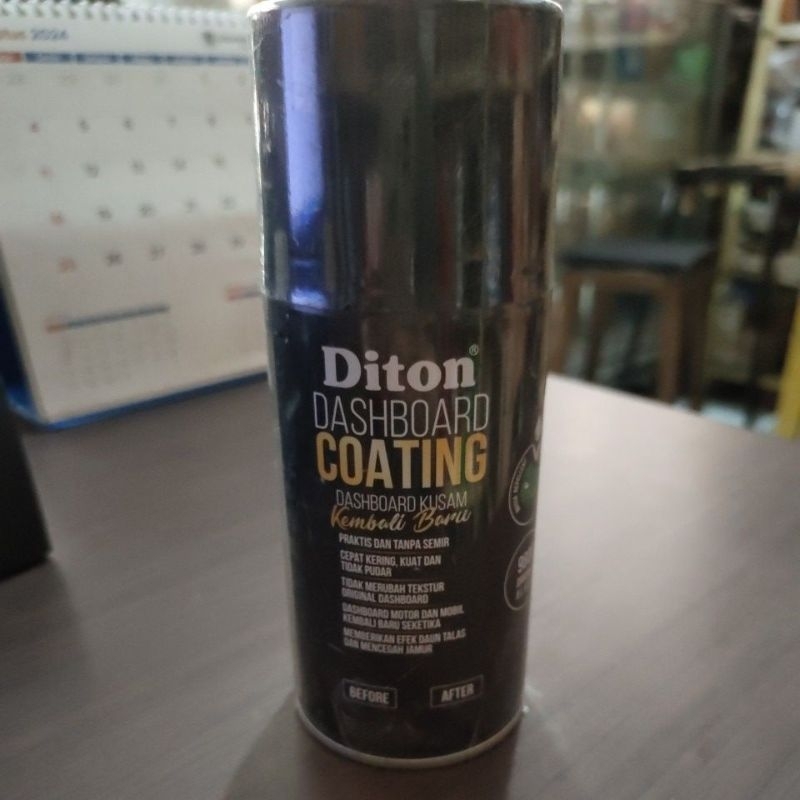 2024
Diton®
DASHBOARD
COATING
DASHBOARD KUSAM
Kembali Baru
PRAKTIS DAN TANPA SEMIR
CEPAT KERING, KUAT DAN
TIDAK PUDAR
TIDAK MERUBAH TEKSTUR
ORIGINAL DASHBOARD
DASHBOARD MOTOR DAN MOBIL
KEMBALI BARU SEKETIKA
MEMBERIKAN EFEK DAUN TALAS
DAN MENCEGAH JAMUR
BEFORE
AFTER